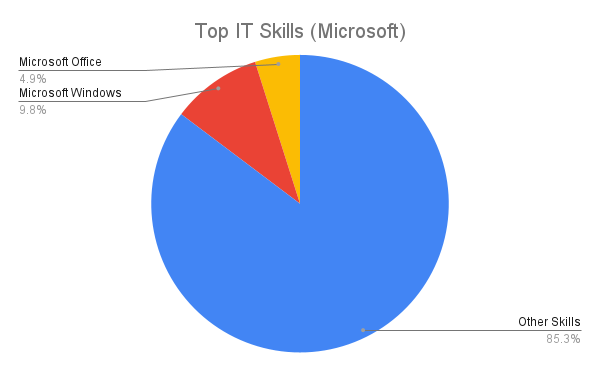 Top IT Skills (Microsoft)
Microsoft Office
4.9%
Microsoft Windows
9.8%
Other Skills
85.3%